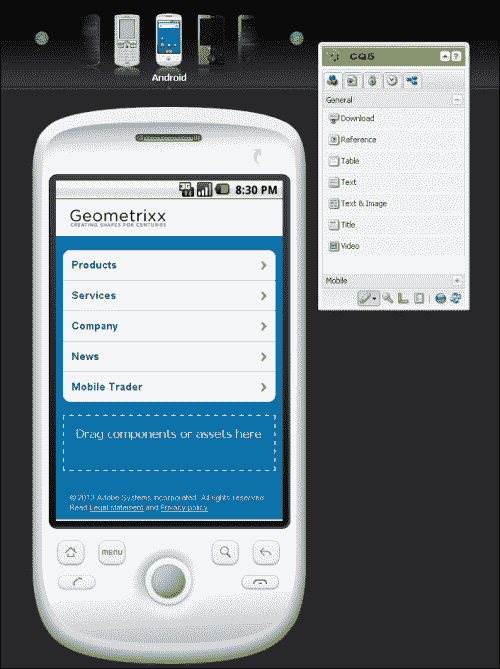 Android
CQ5
?
General
Download
Reference
Table
Text
Text & Image
Title
Video
Mobile
3G
8:30 PM
Geometrixx
CREATING SHAPES FOR CENTURIES
Products
Services
Company
News
Mobile Trader
Drag components or assets here
© 2010 Adobe Systems Incorporated. All rights reserved.
Read Legal statement and Privacy policy
MENU